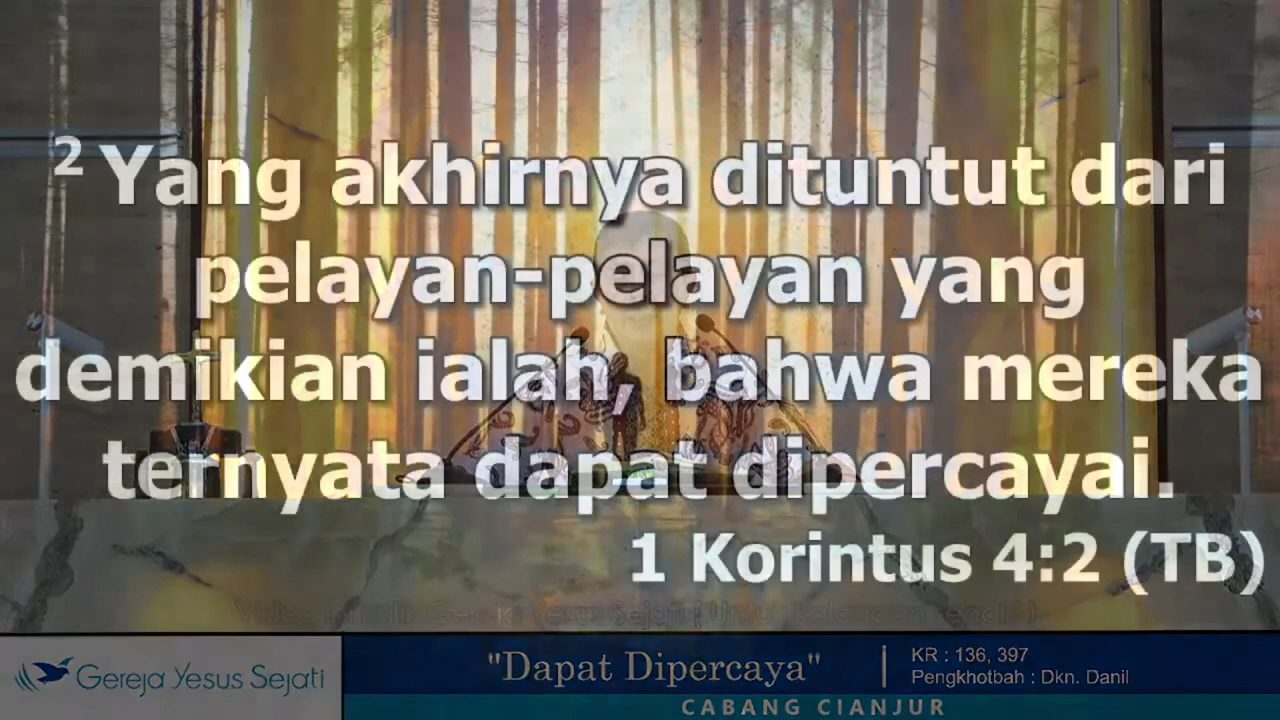 2 Yang akhirnya dituntut dari
pelayan-pelayan yang
demikian ialah, bahwa mereka
ternyata dapat dipercayai.
1 Korintus 4:2 (TB)
Gereja Yesus Sejati
"Dapat Dipercaya"
KR : 136, 397
Pengkhotbah : Dkn. Danil
CABANG CIANJUR